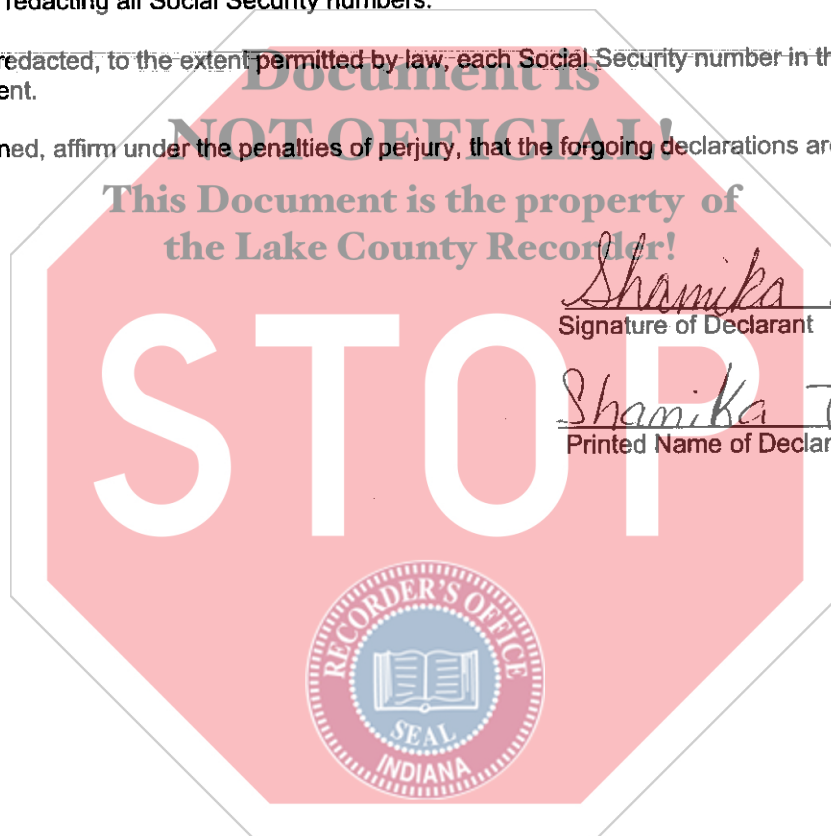 redacting all Social Security numbers.
redacted, to the extent permitted by law, each Social Security number in th
ent.
ned, affirm under the penalties of perjury, that the forgoing declarations are
Document is
NOT OFFICIAL!
This Document is the property of
the Lake County Recorder!
Shamika
Signature of Declarant
Shanika T
Printed Name of Declar
STOP
RECORDER'S OFFICE
SEAL
INDIANA